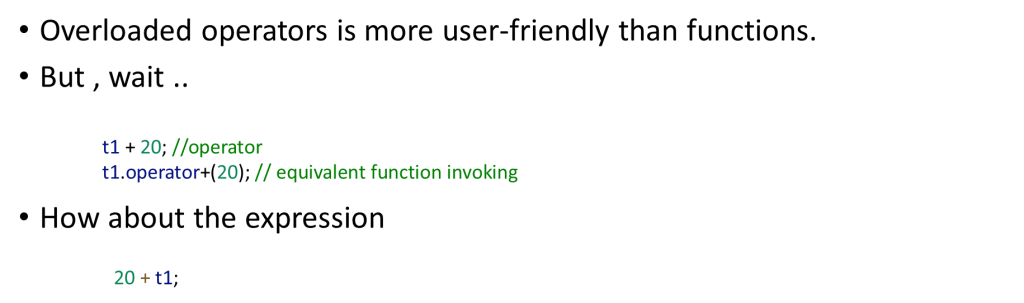 • Overloaded operators is more user-friendly than functions.
• But , wait ..
t1 + 20; //operator
t1.operator+(20); // equivalent function invoking
• How about the expression
20 + t1;